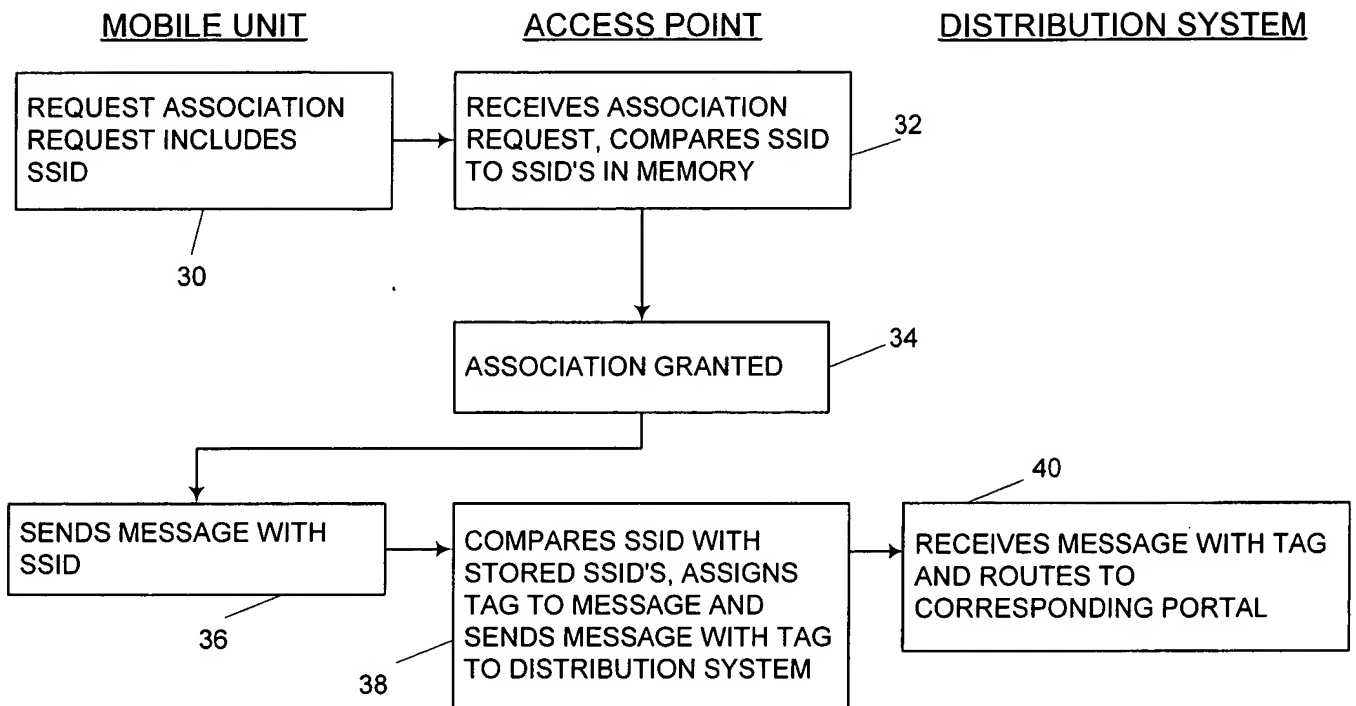 MOBILE UNIT
ACCESS POINT
DISTRIBUTION SYSTEM
REQUEST ASSOCIATION
REQUEST INCLUDES
SSID
30
RECEIVES ASSOCIATION
REQUEST, COMPARES SSID
TO SSID'S IN MEMORY
32
ASSOCIATION GRANTED
34
SENDS MESSAGE WITH
SSID
36
COMPARES SSID WITH
STORED SSID'S, ASSIGNS
TAG TO MESSAGE AND
SENDS MESSAGE WITH TAG
TO DISTRIBUTION SYSTEM
38
40
RECEIVES MESSAGE WITH TAG
AND ROUTES TO
CORRESPONDING PORTAL